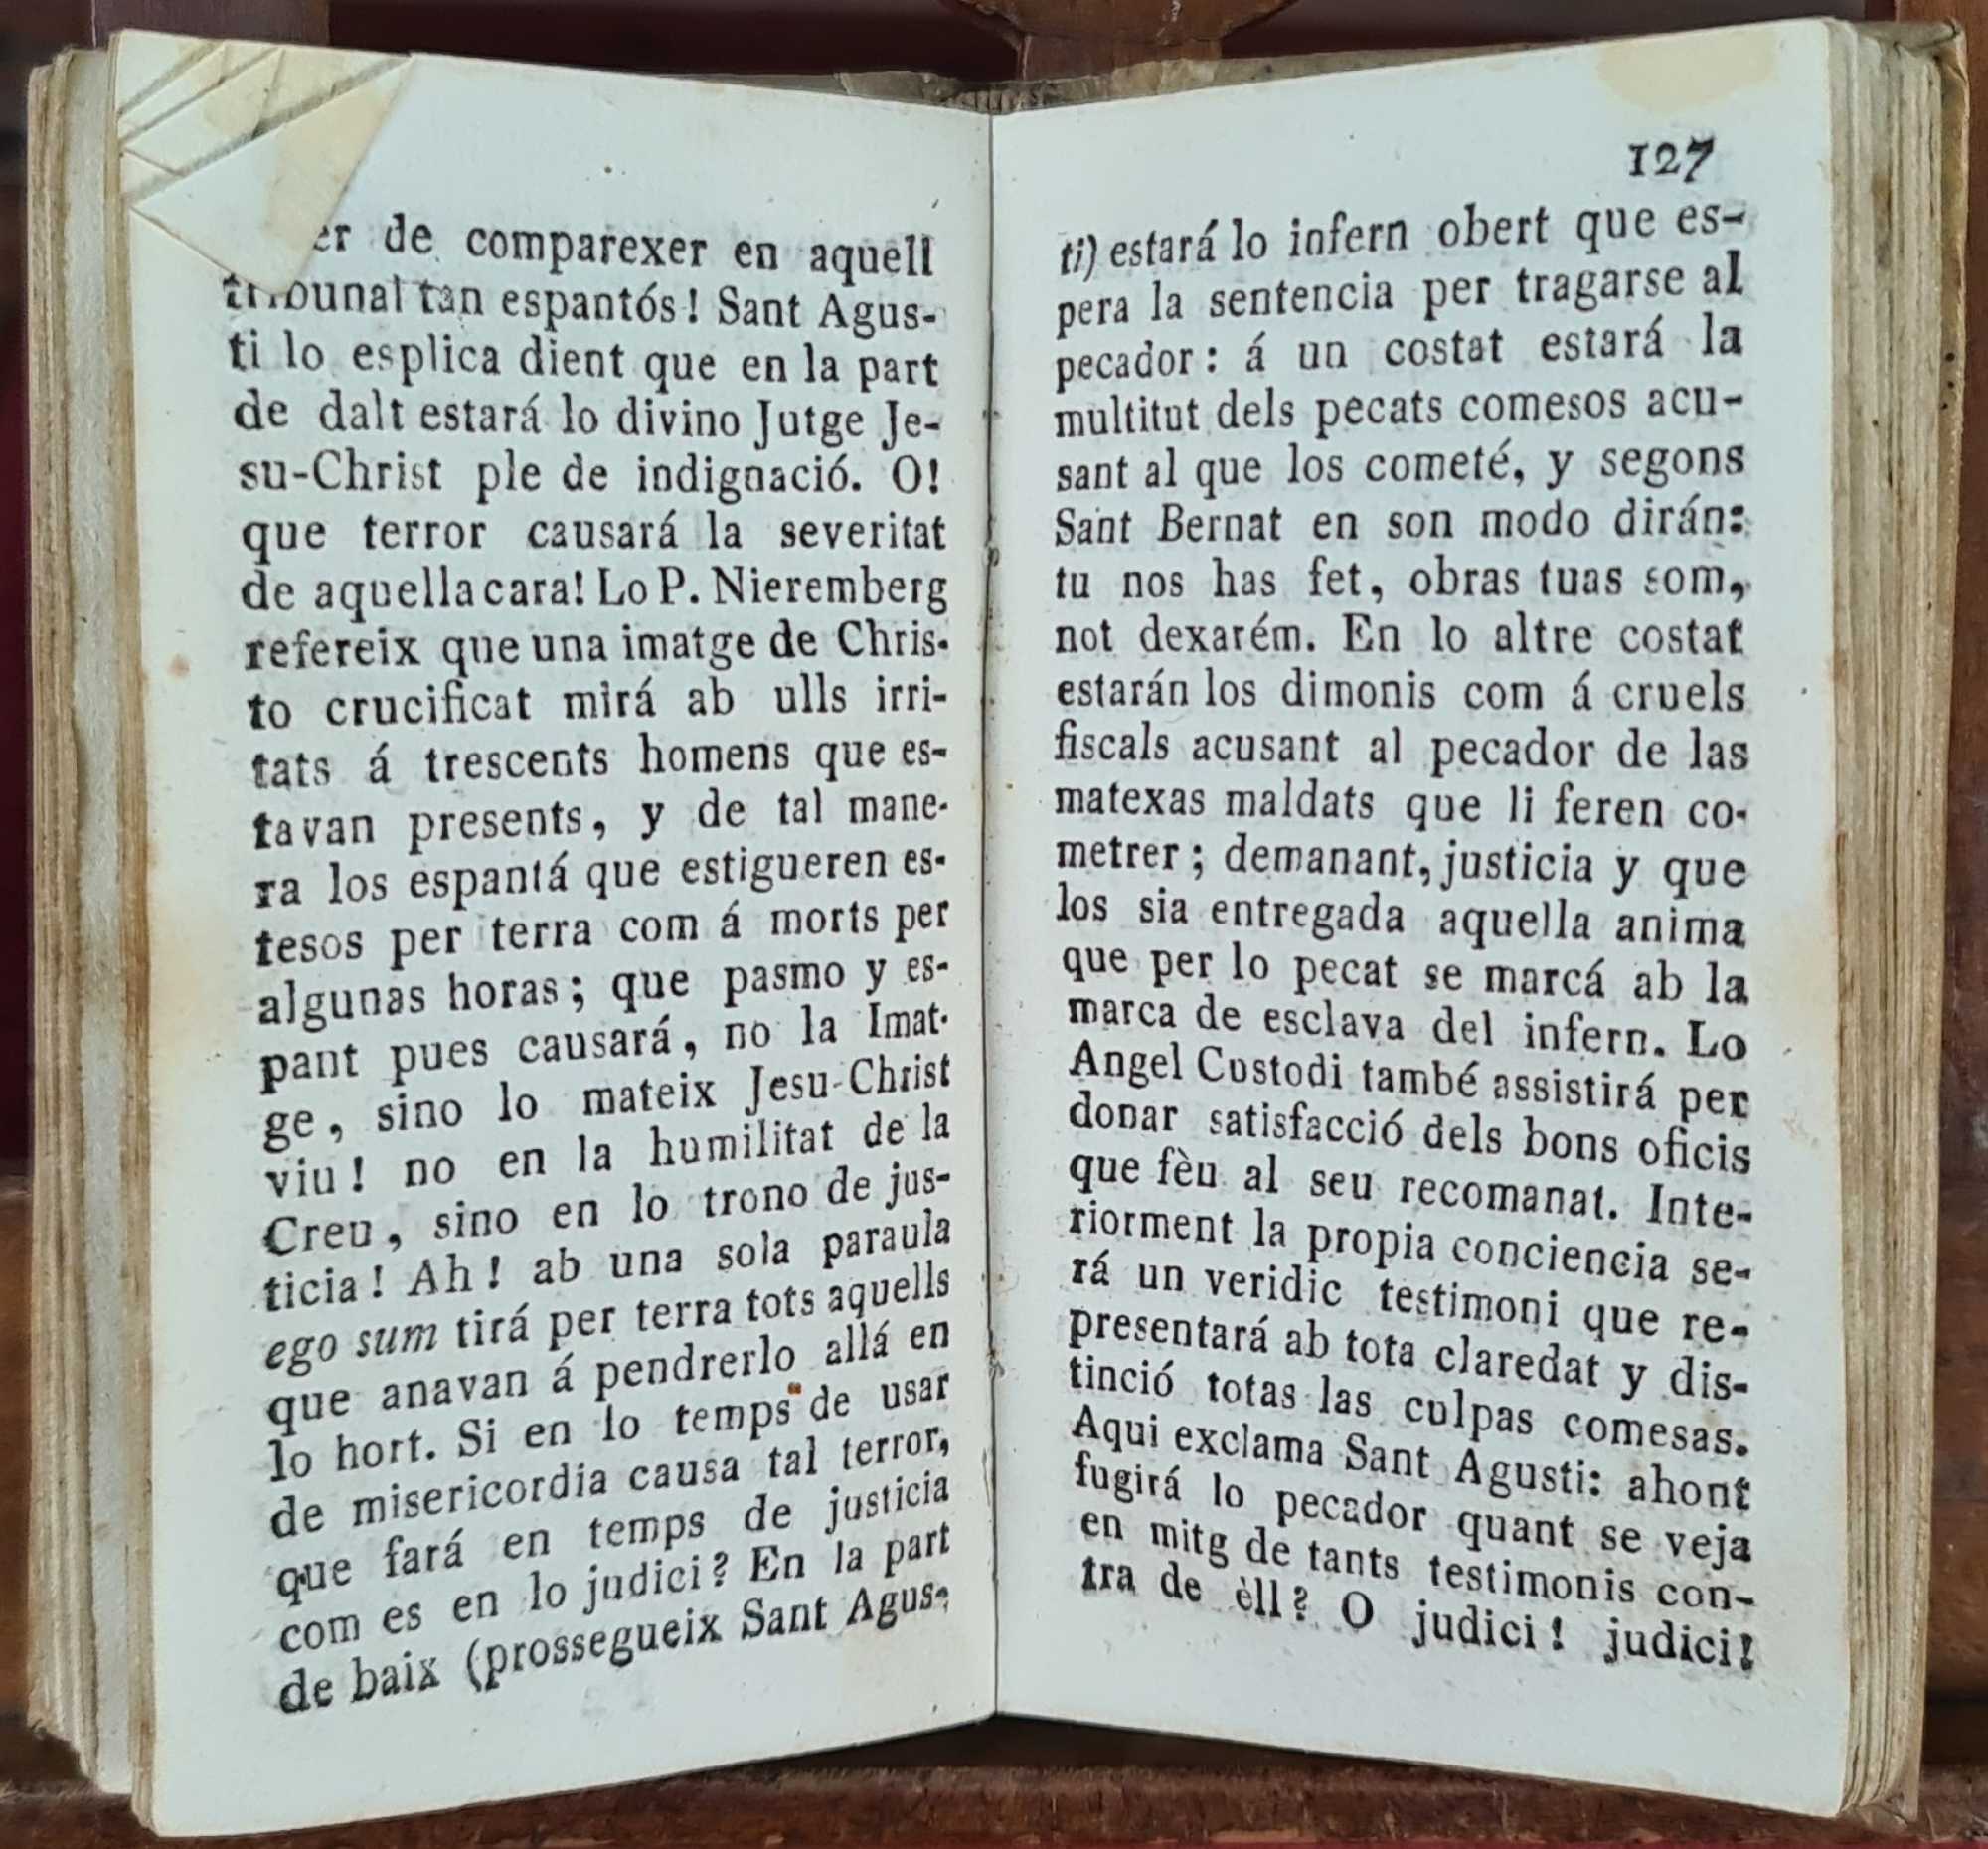 er de comparexer en aquell
tribunal tan espantós! Sant Agus-
ti lo esplica dient que en la part
de dalt estará lo divino Jutge Je-
su-Christ ple de indignació. O!
que terror causará la severitat
de aquella cara! Lo P. Nieremberg
refereix que una imatge de Chris-
to crucificat mirá ab ulls irri-
tats á trescents homens que es-
tavan presents, y de tal mane-
ra los espantá que estigueren es-
tesos per terra com á morts per
algunas horas; que pasmo y es-
pant pues causará, no la Imat-
ge, sino lo mateix Jesu-Christ
viu! no en la humilitat de la
Creu, sino en lo trono de jus-
ticia! Ah! ab una sola paraula
ego sum tirá per terra tots aquells
que anavan á pendrerlo allá en
lo hort. Si en lo temps de usar
de misericordia causa tal terror,
que fará en temps de justicia
com es en lo judici? En la part
de baix (prossegueix Sant Agus-
127
ti) estará lo infern obert que es-
pera la sentencia per tragarse al
pecador: á un costat estará la
multitut dels pecats comesos acu-
sant al que los cometé, y segons
Sant Bernat en son modo dirán:
tu nos has fet, obras tuas som,
not dexarém. En lo altre costat
estarán los dimonis com á cruels
fiscals acusant al pecador de las
matexas maldats que li feren co-
metrer; demanant, justicia y que
los sia entregada aquella anima
que per lo pecat se marcá ab la
marca de esclava del infern. Lo
Angel Custodi també assistirá per
donar satisfacció dels bons oficis
que fèu al seu recomanat. Inte-
riorment la propia conciencia se-
rá un veridic testimoni que re-
presentará ab tota claredat y dis-
tinció totas las culpas comesas.
Aqui exclama Sant Agusti: ahont
fugirá lo pecador quant se veja
en mitg de tants testimonis con-
tra de èll? O judici! judici!